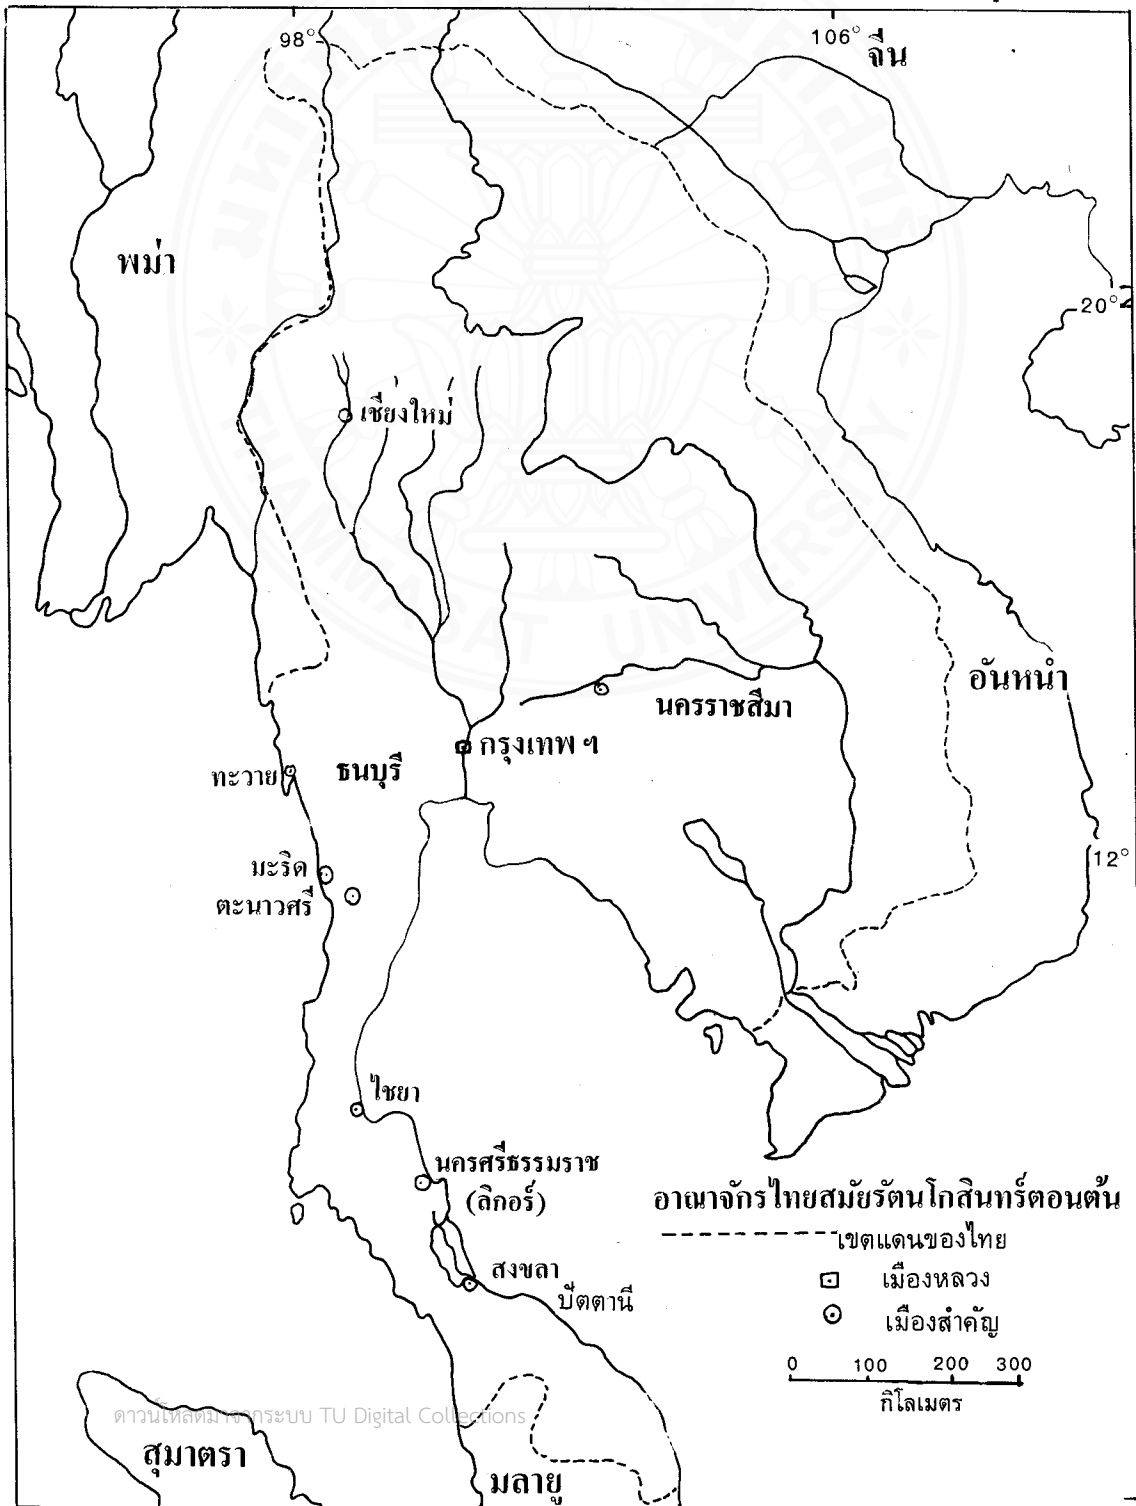 98°
106°
จีน
พม่า
20°
เชียงใหม่
อันหนำ
นครราชสีมา
กรุงเทพ ฯ
ธนบุรี
ทะวาย
12°
มะริด
ตะนาวศรี
ไชยา
นครศรีธรรมราช
(ลิกอร์)
สงขลา
ปัตตานี
อาณาจักรไทยสมัยรัตนโกสินทร์ตอนต้น
เขตแดนของไทย
เมืองหลวง
เมืองสำคัญ
0 100 200 300
กิโลเมตร
ดาวน์โหลดมาจากระบบ TU Digital Collections
สุมาตรา
มลายู
THAMMASAT UNIVERSITY